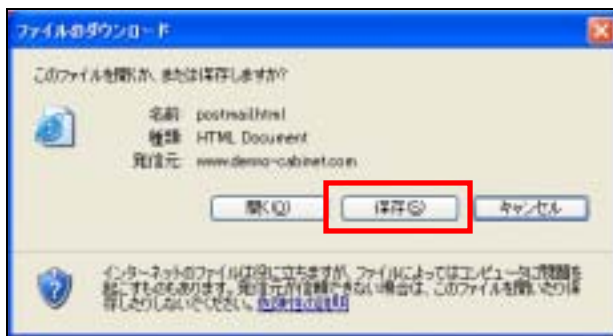 ファイルのダウンロード
このファイルを開くか、または保存しますか?
名前 postmail.html
種類 HTML Document
発信元 www.denno-cabinet.com
開く(O) 保存(S) キャンセル
インターネットのファイルは役に立ちますが、ファイルによってはコンピュータに問題を
起こすものもあります。発信元が信頼できない場合は、このファイルを開いたり保
存したりしないでください。危険性の説明